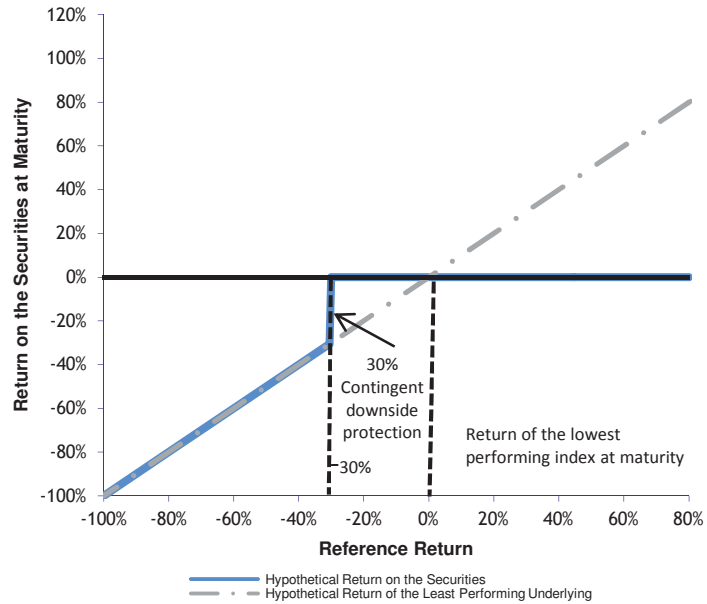 120%
100%
80%
60%
40%
20%
0%
-20%
-40%
-60%
-80%
-100%
Return on the Securities at Maturity
30%
Contingent
downside
protection
-30%
Return of the lowest
performing index at maturity
-100% -80% -60% -40% -20% 0% 20% 40% 60% 80%
Reference Return
Hypothetical Return on the Securities
Hypothetical Return of the Least Performing Underlying